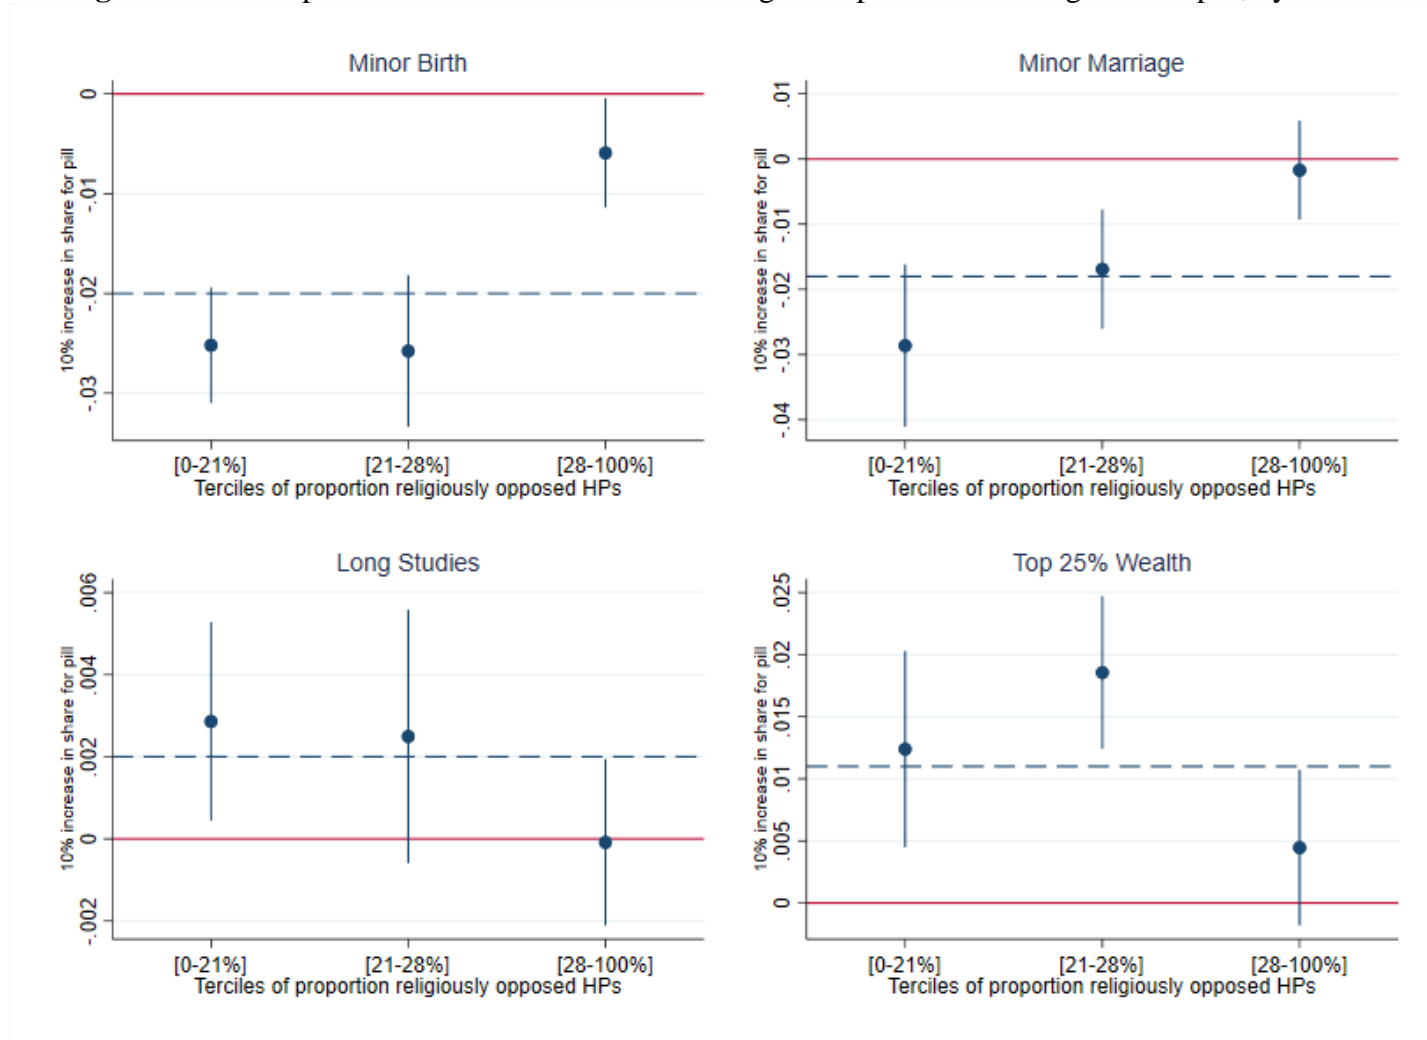 Minor Birth
10% increase in share for pill
0
-.01
-.02
-.03
[0-21%] [21-28%] [28-100%]
Terciles of proportion religiously opposed HPs
Minor Marriage
10% increase in share for pill
.01
0
-.01
-.02
-.03
-.04
[0-21%] [21-28%] [28-100%]
Terciles of proportion religiously opposed HPs
Long Studies
10% increase in share for pill
.006
.004
.002
0
-.002
[0-21%] [21-28%] [28-100%]
Terciles of proportion religiously opposed HPs
Top 25% Wealth
10% increase in share for pill
.025
.02
.015
.01
.005
0
[0-21%] [21-28%] [28-100%]
Terciles of proportion religiously opposed HPs